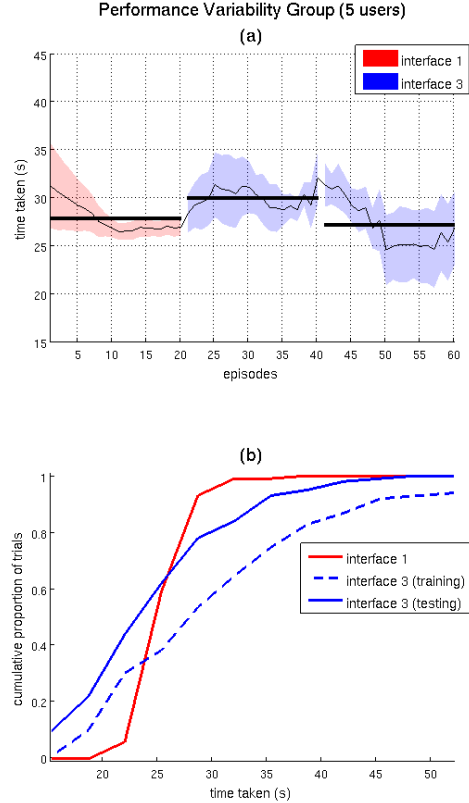 Performance Variability Group (5 users)
(a)
45
40
35
30
25
20
15
time taken (s)
interface 1
interface 3
5 10 15 20 25 30 35 40 45 50 55 60
episodes
(b)
1
0.8
0.6
0.4
0.2
0
cumulative proportion of trials
interface 1
interface 3 (training)
interface 3 (testing)
20 25 30 35 40 45 50
time taken (s)